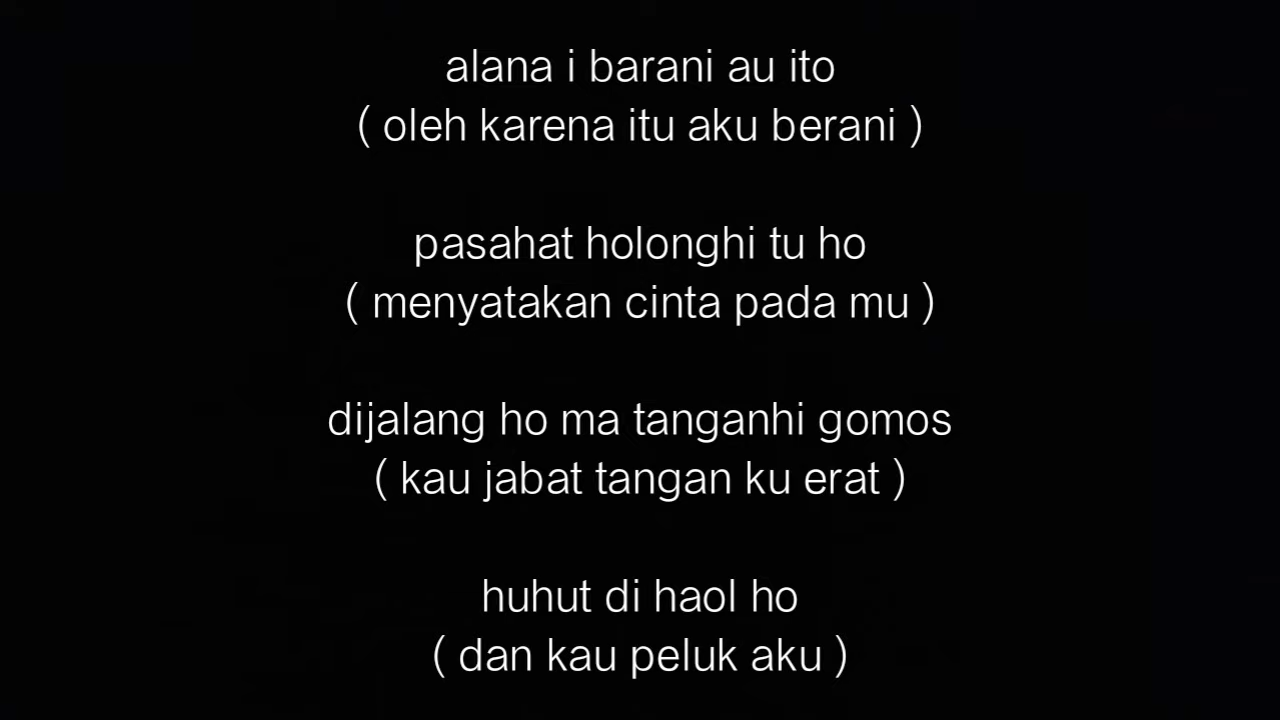 alana i barani au ito
( oleh karena itu aku berani )
pasahat holonghi tu ho
( menyatakan cinta pada mu )
dijalang ho ma tanganhi gomos
( kau jabat tangan ku erat )
huhut di haol ho
( dan kau peluk aku )